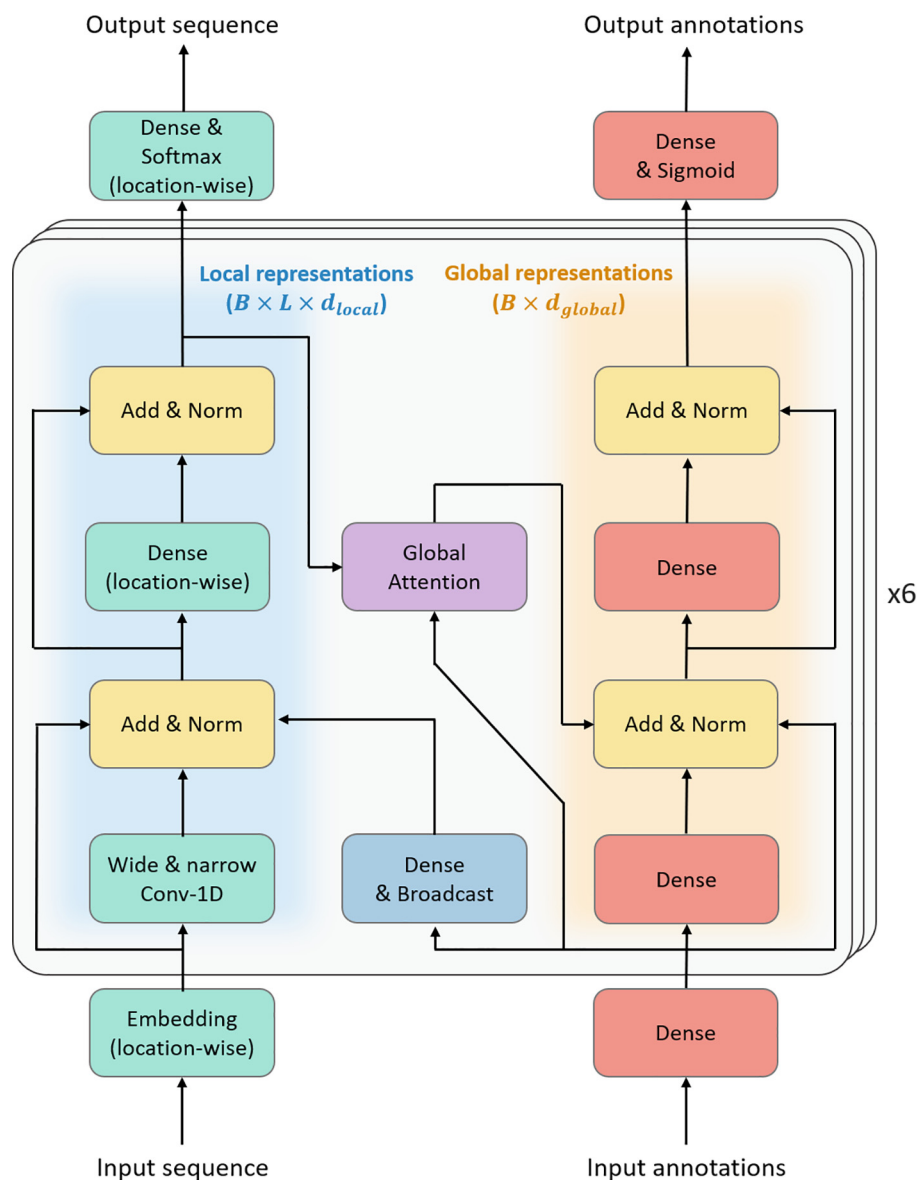 Output sequence
Output annotations
Dense &
Softmax
(location-wise)
Dense
& Sigmoid
Local representations
(B × L × d_local)
Global representations
(B × d_global)
Add & Norm
Add & Norm
Dense
(location-wise)
Global
Attention
Dense
x6
Add & Norm
Add & Norm
Wide & narrow
Conv-1D
Dense
& Broadcast
Dense
Embedding
(location-wise)
Dense
Input sequence
Input annotations